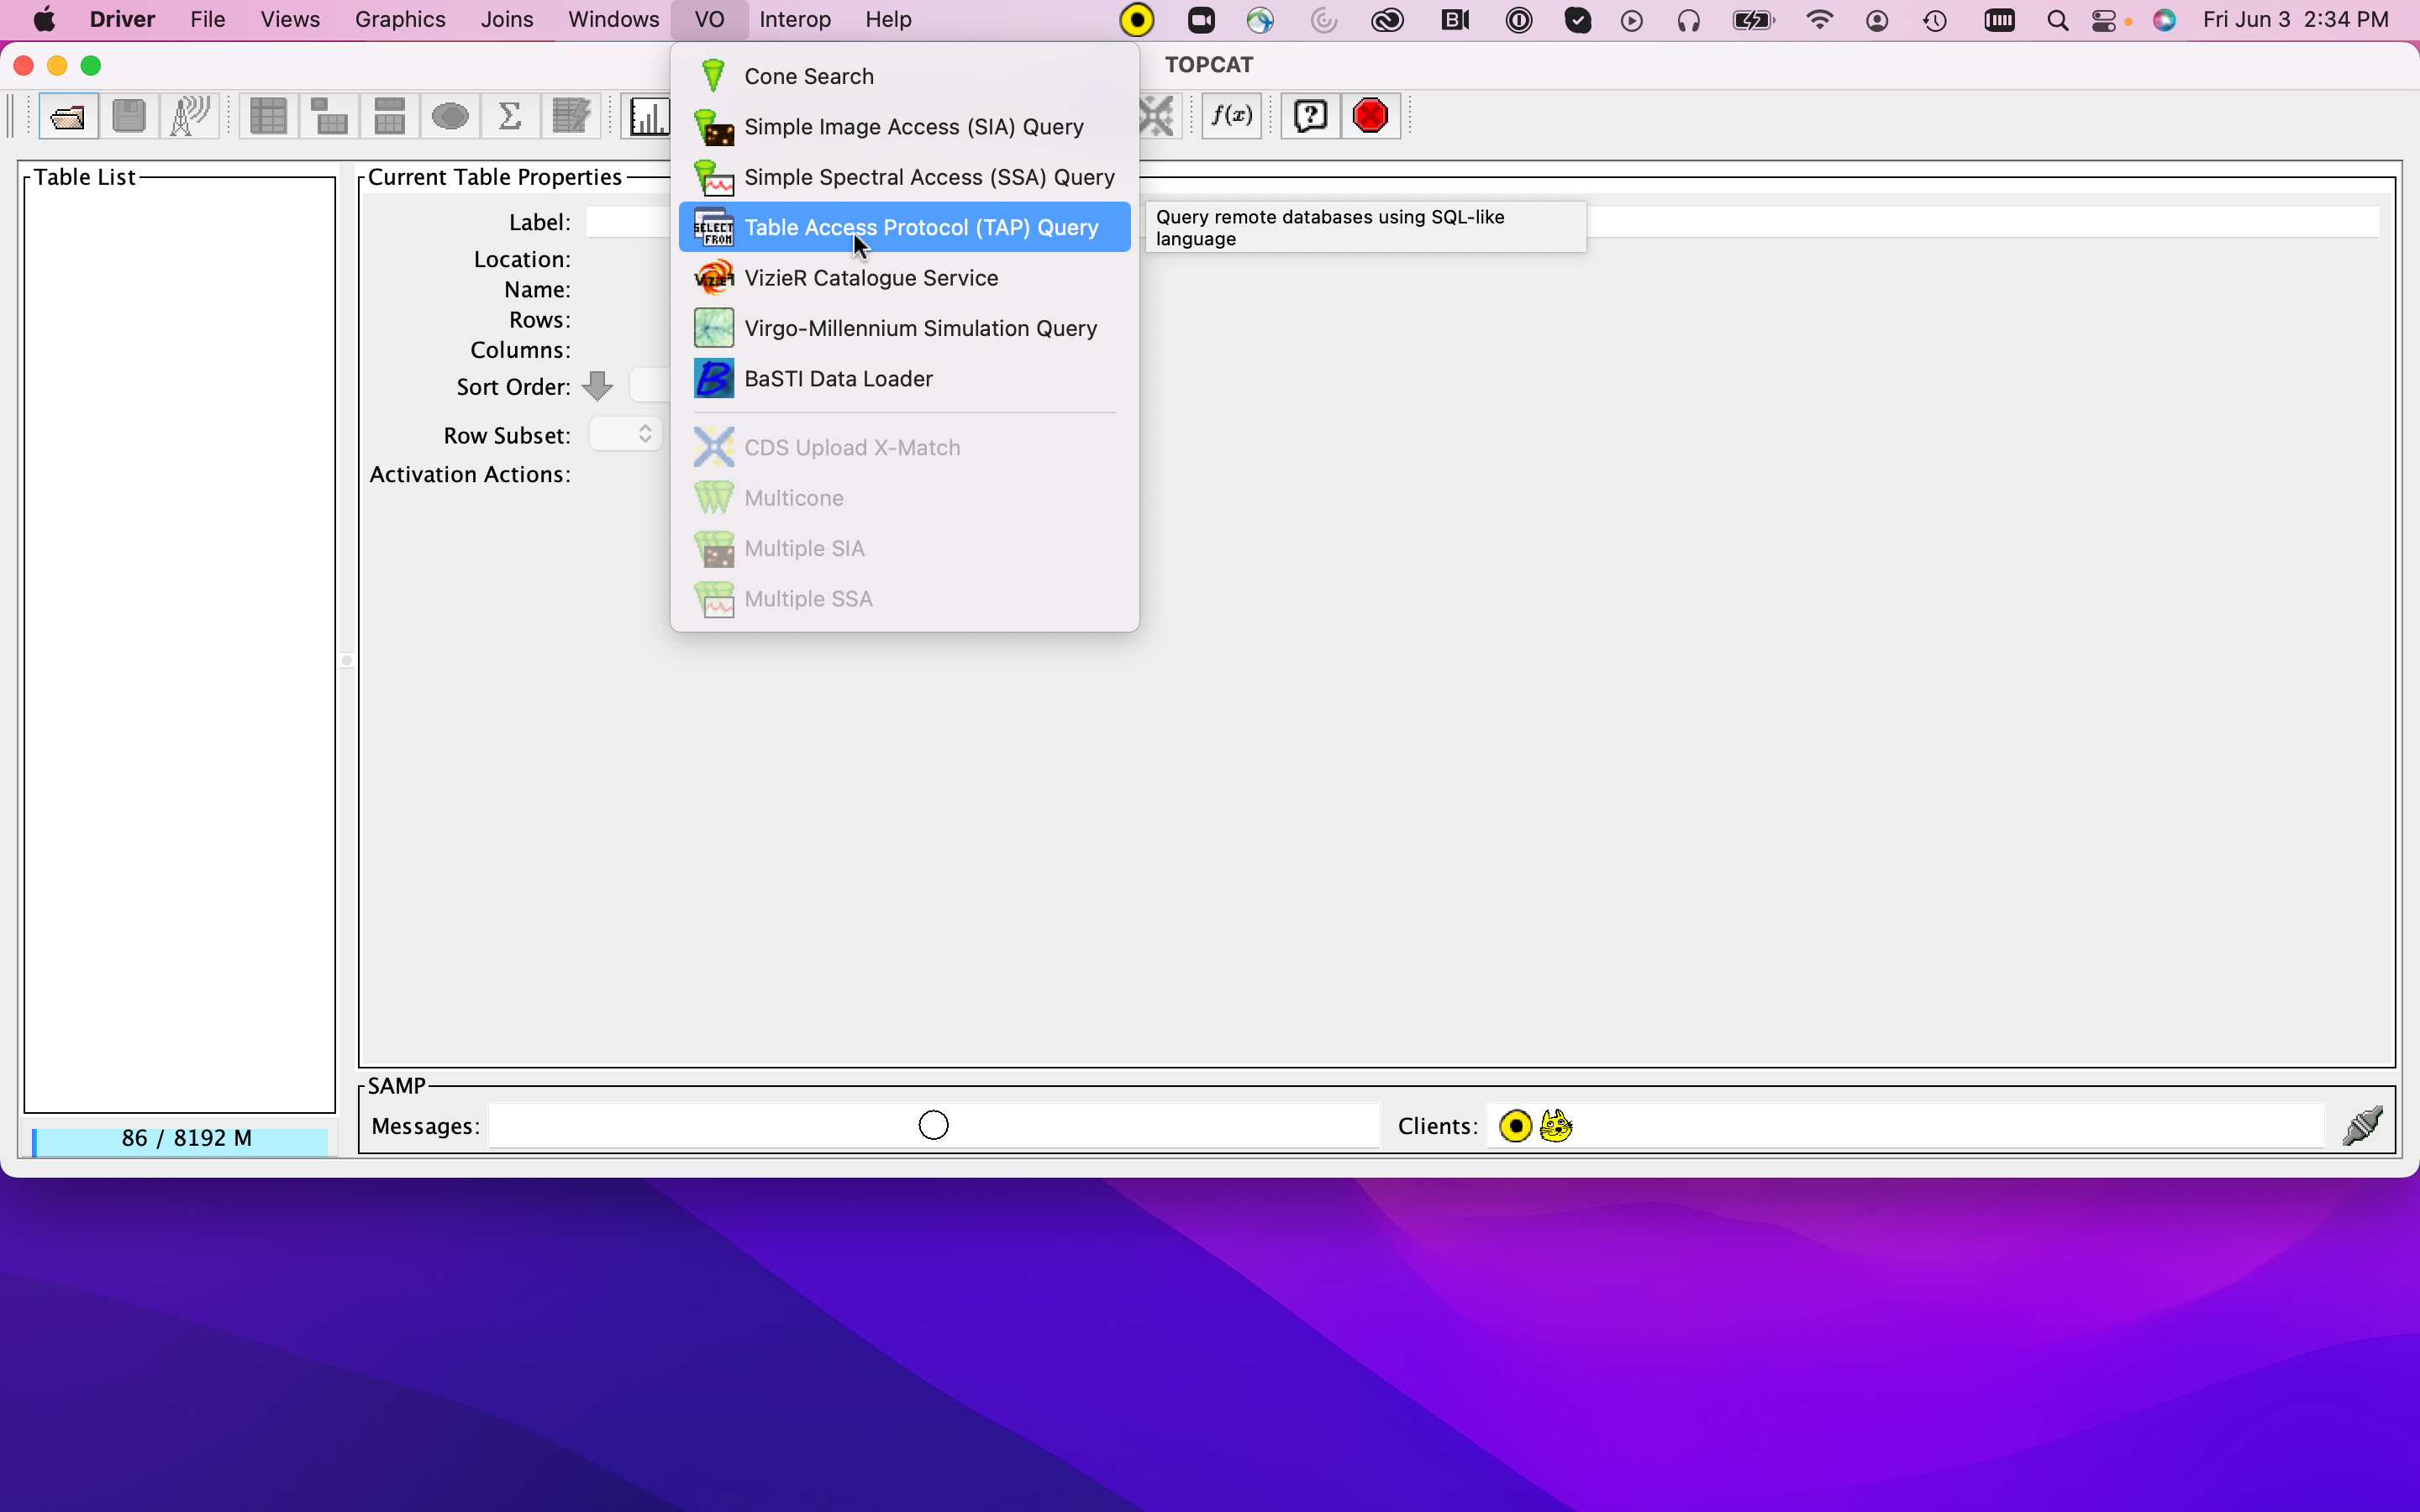 Driver File Views Graphics Joins Windows VO Interop Help Fri Jun 3 2:34 PM
TOPCAT
Cone Search
Simple Image Access (SIA) Query
Simple Spectral Access (SSA) Query
SELECT FROM Table Access Protocol (TAP) Query
Query remote databases using SQL-like
language
VizieR Catalogue Service
Virgo-Millennium Simulation Query
BaSTI Data Loader
CDS Upload X-Match
Multicone
Multiple SIA
Multiple SSA
f(x)
Table List
Current Table Properties
Label:
Location:
Name:
Rows:
Columns:
Sort Order:
Row Subset:
Activation Actions:
SAMP
Messages:
Clients:
86 / 8192 M